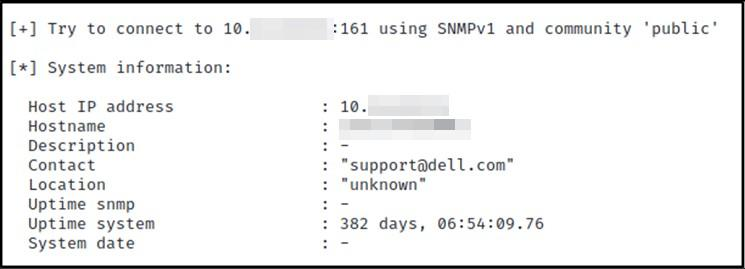 [+] Try to connect to 10. :161 using SNMPv1 and community 'public'
[*] System information:
Host IP address : 10.
Hostname :
Description : -
Contact : "support@dell.com"
Location : "unknown"
Uptime snmp : -
Uptime system : 382 days, 06:54:09.76
System date : -